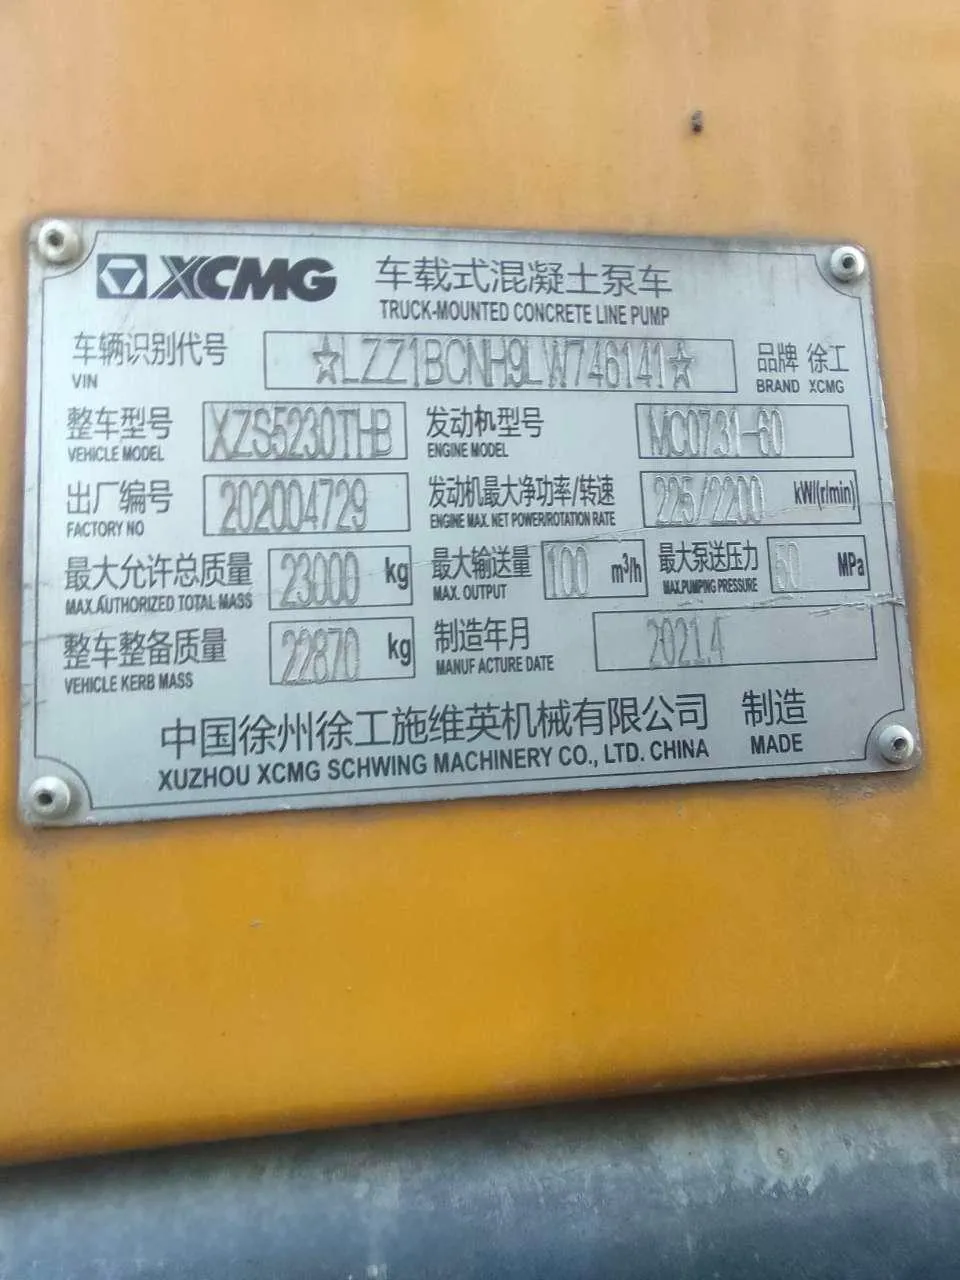 XCMG 车载式混凝土泵车
TRUCK-MOUNTED CONCRETE LINE PUMP
车辆识别代号 ☆LZZ1BCNH9LW746141☆ 品牌 徐工
VIN BRAND XCMG
整车型号 XZS5230THB 发动机型号 MC07.31-60
VEHICLE MODEL ENGINE MODEL
出厂编号 202004729 发动机最大净功率/转速 225/2200 kW/(r/min)
FACTORY NO ENGINE MAX. NET POWER/ROTATION RATE
最大允许总质量 23000 kg 最大输送量 100 m³/h 最大泵送压力 MPa
MAX.AUTHORIZED TOTAL MASS MAX. OUTPUT MAX.PUMPING PRESSURE
整车整备质量 22870 kg 制造年月 2021.4
VEHICLE KERB MASS MANUF ACTURE DATE
中国徐州徐工施维英机械有限公司 制造
XUZHOU XCMG SCHWING MACHINERY CO., LTD. CHINA MADE